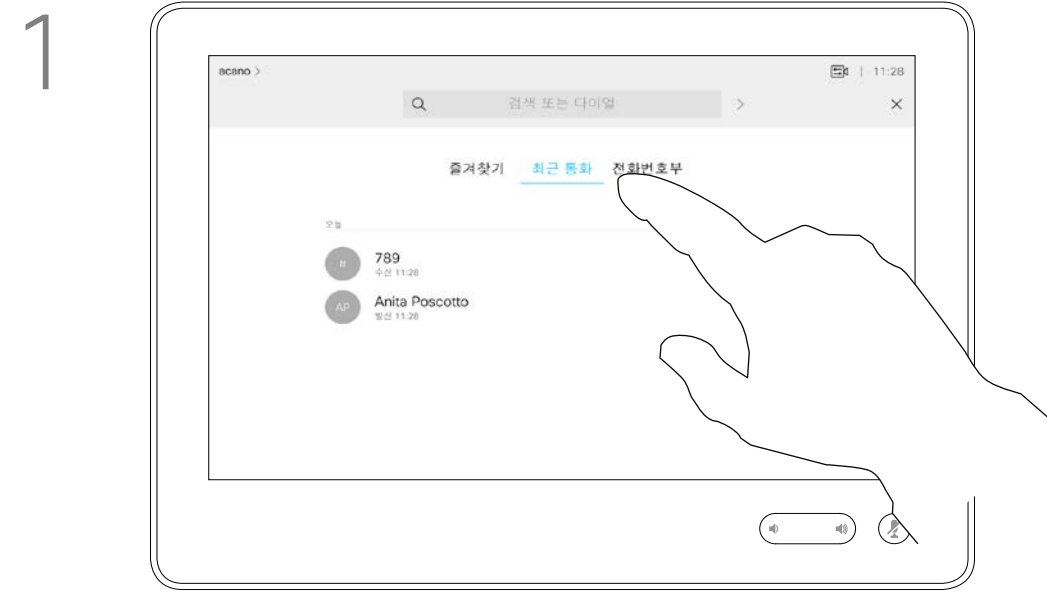 1
acano >
11:28
검색 또는 다이얼
즐겨찾기 최근 통화 전화번호부
오늘
#
789
수신 11:28
AP
Anita Poscotto
발신 11:28